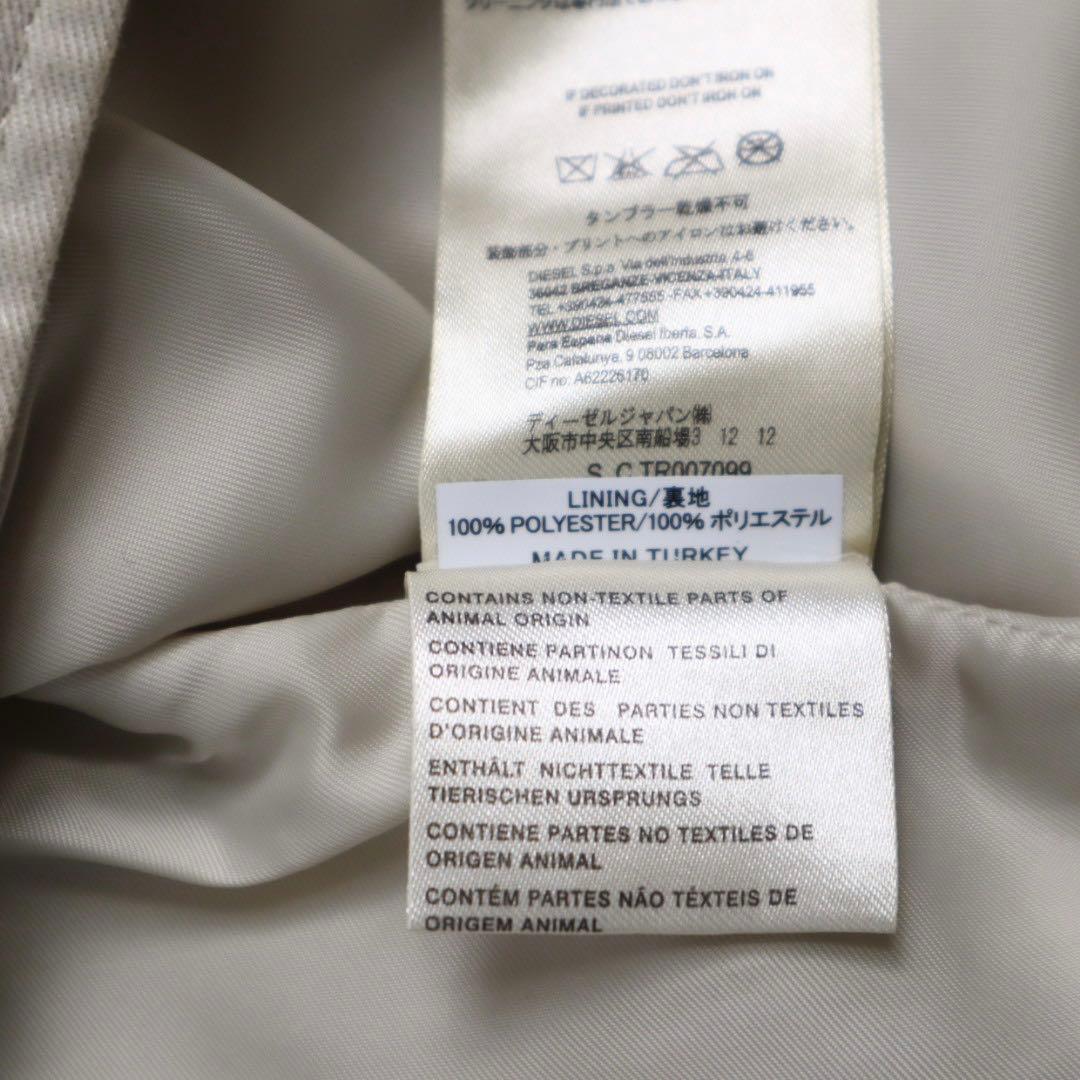 IF DECORATED DON'T IRON ON
IF PRINTED DON'T IRON ON
タンブラー乾燥不可
装飾部分・プリントへのアイロンはお避けください。
DIESEL S.p.a Via dell'Industria, 4-6
36042 BREGANZE-VICENZA-ITALY
TEL +390424-477555 -FAX +390424-411955
WWW.DIESEL.COM
Para Espana Diesel Iberia, S.A.
Pza Catalunya, 9 08002 Barcelona
CIF no: A62226170
ディーゼルジャパン㈱
大阪市中央区南船場3 12 12
S.C TR007099
LINING/裏地
100% POLYESTER/100% ポリエステル
MADE IN TURKEY
CONTAINS NON-TEXTILE PARTS OF
ANIMAL ORIGIN
CONTIENE PARTINON TESSILI DI
ORIGINE ANIMALE
CONTIENT DES PARTIES NON TEXTILES
D'ORIGINE ANIMALE
ENTHÄLT NICHTTEXTILE TELLE
TIERISCHEN URSPRUNGS
CONTIENE PARTES NO TEXTILES DE
ORIGEN ANIMAL
CONTÉM PARTES NÃO TÉXTEIS DE
ORIGEM ANIMAL